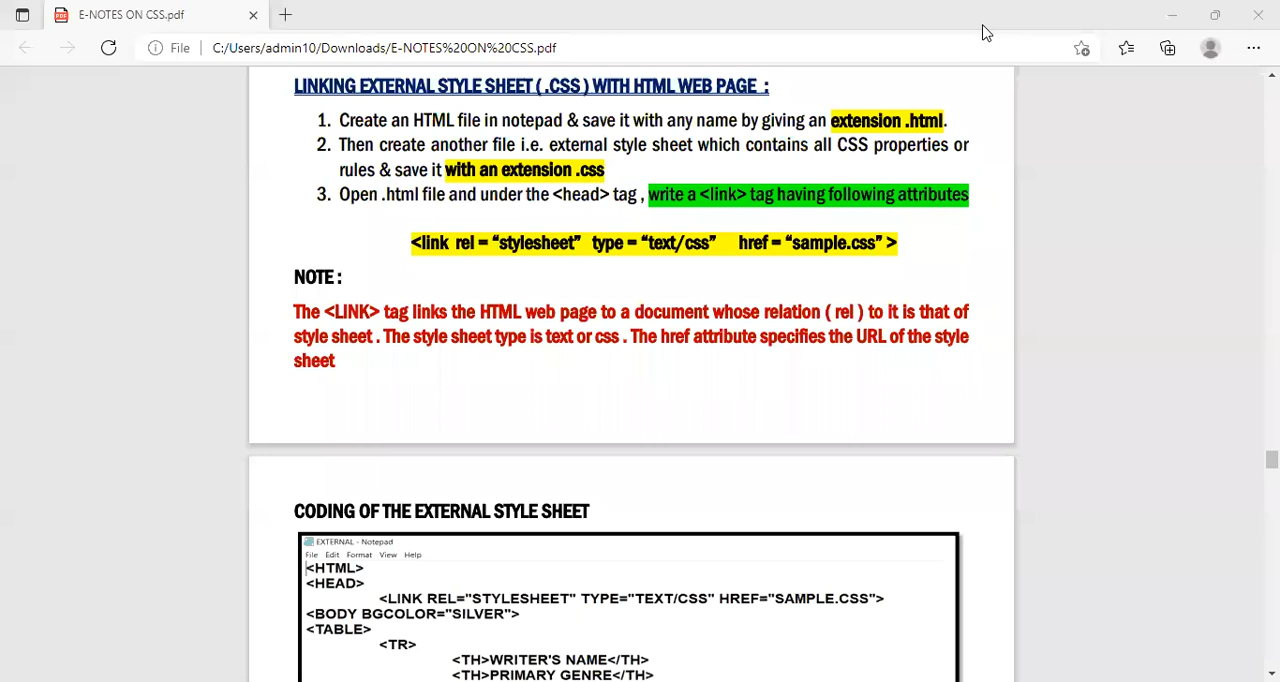 E-NOTES ON CSS.pdf
File C:/Users/admin10/Downloads/E-NOTES%20ON%20CSS.pdf
LINKING EXTERNAL STYLE SHEET ( .CSS ) WITH HTML WEB PAGE :
1. Create an HTML file in notepad & save it with any name by giving an extension .html.
2. Then create another file i.e. external style sheet which contains all CSS properties or
rules & save it with an extension .css
3. Open .html file and under the <head> tag , write a <link> tag having following attributes
<link rel = “stylesheet” type = “text/css” href = “sample.css” >
NOTE :
The <LINK> tag links the HTML web page to a document whose relation ( rel ) to it is that of
style sheet . The style sheet type is text or css . The href attribute specifies the URL of the style
sheet
CODING OF THE EXTERNAL STYLE SHEET
EXTERNAL - Notepad
File Edit Format View Help
<HTML>
<HEAD>
<LINK REL="STYLESHEET" TYPE="TEXT/CSS" HREF="SAMPLE.CSS">
<BODY BGCOLOR="SILVER">
<TABLE>
<TR>
<TH>WRITER'S NAME</TH>
<TH>PRIMARY GENRE</TH>